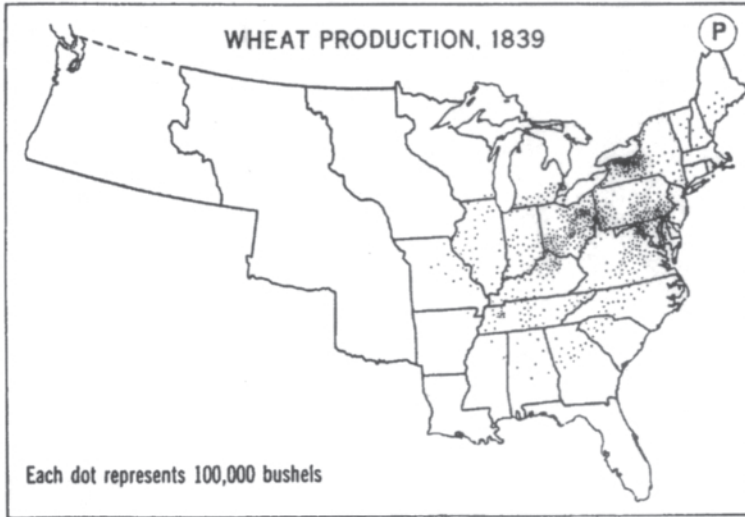 WHEAT PRODUCTION, 1839
P
Each dot represents 100,000 bushels